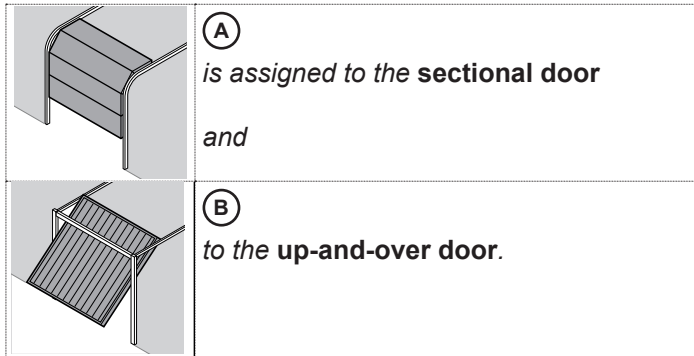 A
is assigned to the sectional door
and
B
to the up-and-over door.